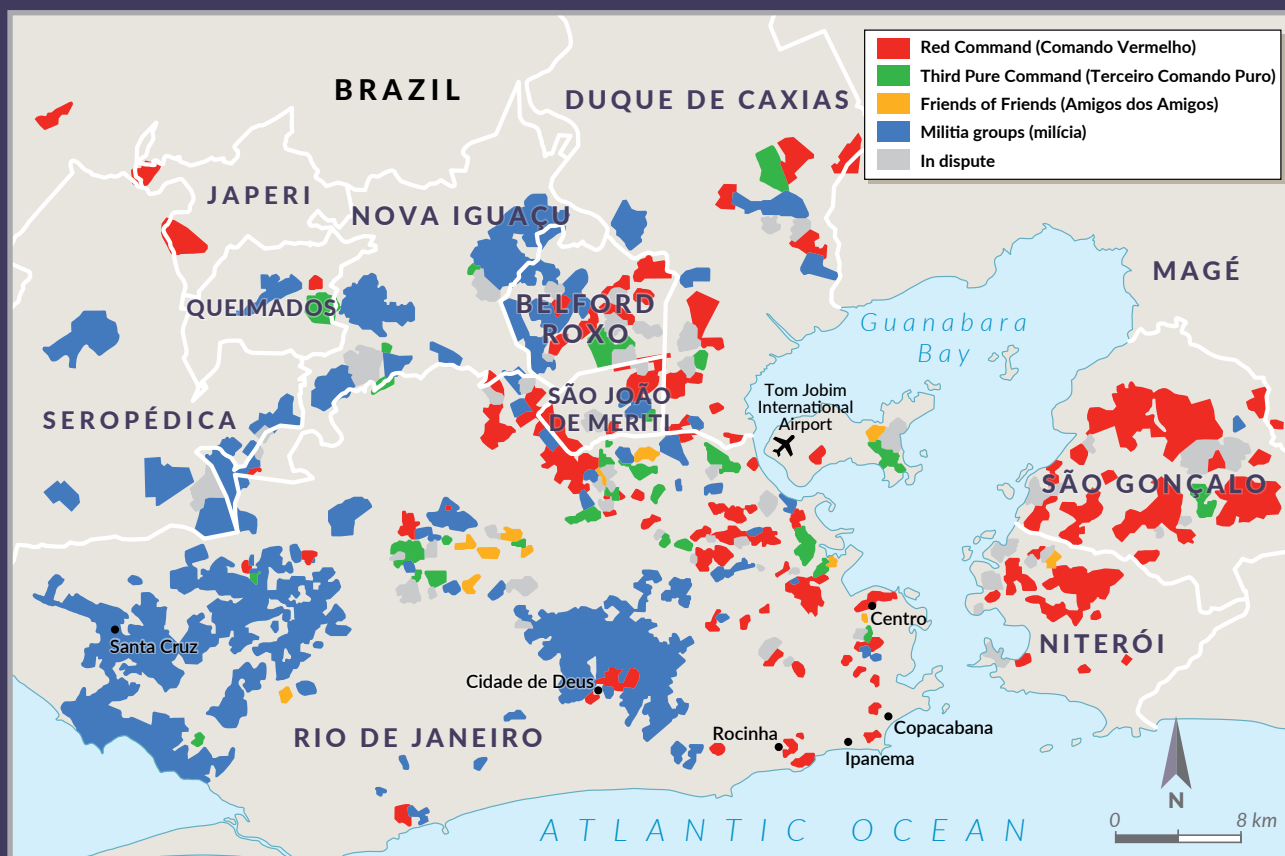 Red Command (Comando Vermelho)
Third Pure Command (Terceiro Comando Puro)
Friends of Friends (Amigos dos Amigos)
Militia groups (milícia)
In dispute
BRAZIL
DUQUE DE CAXIAS
JAPERI
NOVA IGUAÇU
MAGÉ
QUEIMADOS
BELFORD
ROXO
Guanabara
Bay
SEROPÉDICA
SÃO JOÃO
DE MERITI
Tom Jobim
International
Airport
SÃO GONÇALO
Centro
Santa Cruz
NITERÓI
Cidade de Deus
RIO DE JANEIRO
Rocinha
Copacabana
Ipanema
N
ATLANTIC OCEAN
0 8 km